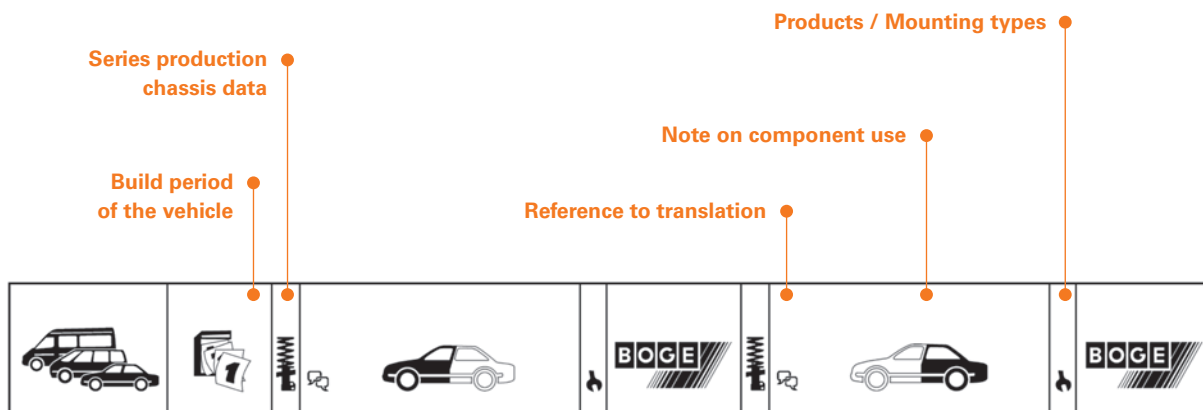 Products / Mounting types
Series production
chassis data
Note on component use
Build period
of the vehicle
Reference to translation
1
BOGE
BOGE